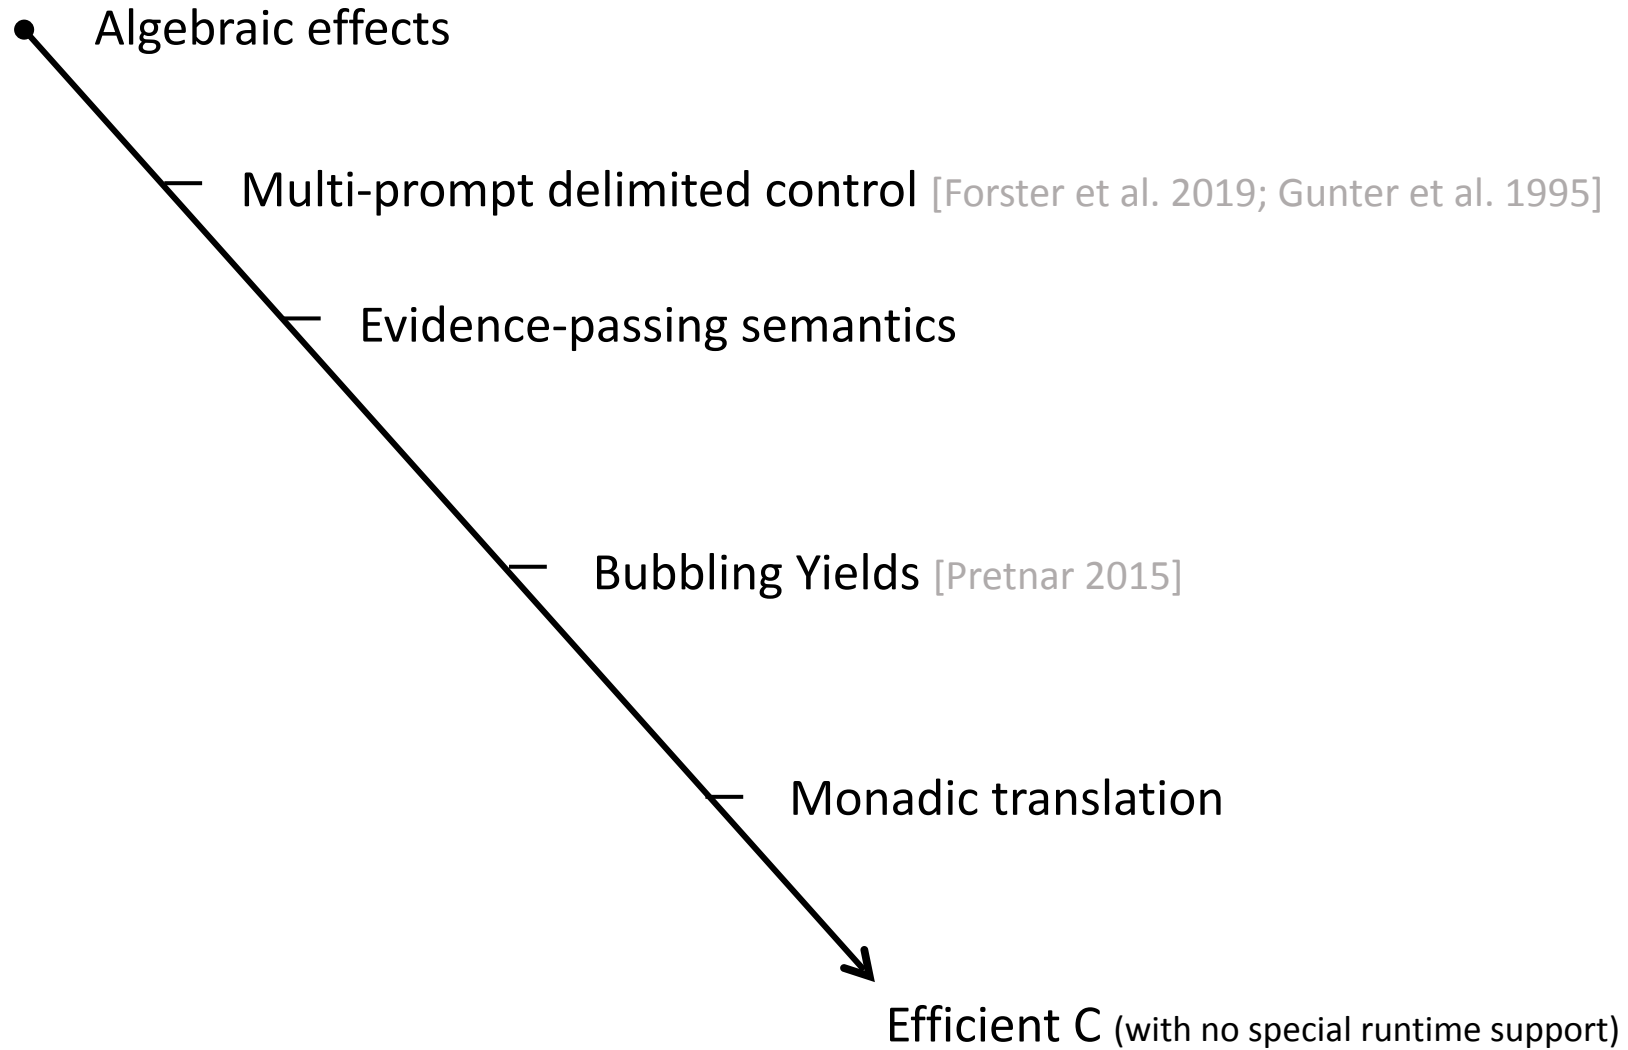 Algebraic effects
Multi-prompt delimited control [Forster et al. 2019; Gunter et al. 1995]
Evidence-passing semantics
Bubbling Yields [Pretnar 2015]
Monadic translation
Efficient C (with no special runtime support)